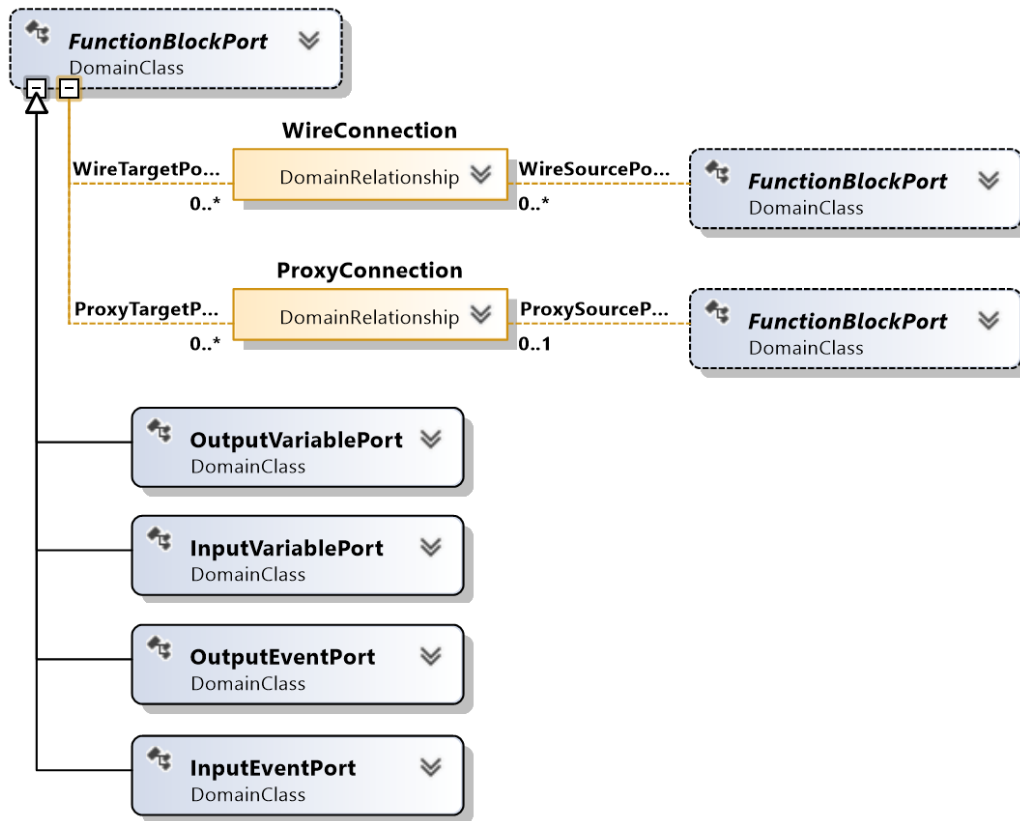 FunctionBlockPort
DomainClass
WireConnection
WireTargetPo...
DomainRelationship
WireSourcePo...
0..*
0..*
FunctionBlockPort
DomainClass
ProxyConnection
ProxyTargetP...
DomainRelationship
ProxySourceP...
0..*
0..1
FunctionBlockPort
DomainClass
OutputVariablePort
DomainClass
InputVariablePort
DomainClass
OutputEventPort
DomainClass
InputEventPort
DomainClass